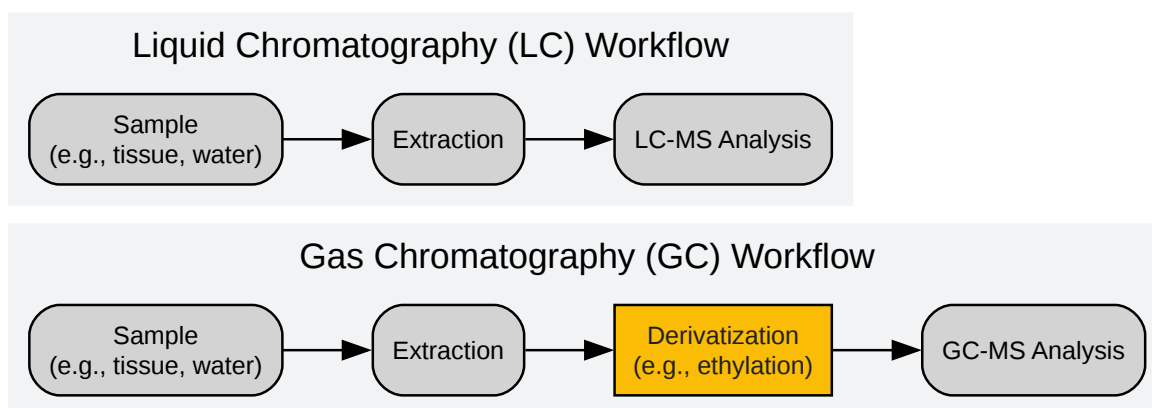 Liquid Chromatography (LC) Workflow
Sample
(e.g., tissue, water)
Extraction
LC-MS Analysis
Gas Chromatography (GC) Workflow
Sample
(e.g., tissue, water)
Extraction
Derivatization
(e.g., ethylation)
GC-MS Analysis